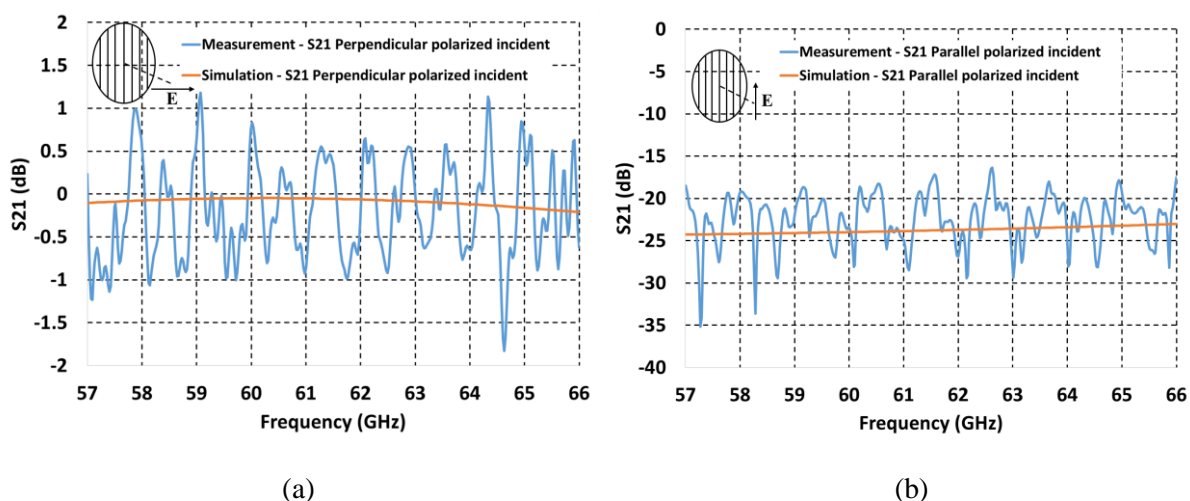 Measurement - S21 Perpendicular polarized incident
Simulation - S21 Perpendicular polarized incident
E
S21 (dB)
2
1.5
1
0.5
0
-0.5
-1
-1.5
-2
57 58 59 60 61 62 63 64 65 66
Frequency (GHz)
(a)
Measurement - S21 Parallel polarized incident
Simulation - S21 Parallel polarized incident
E
S21 (dB)
0
-5
-10
-15
-20
-25
-30
-35
-40
57 58 59 60 61 62 63 64 65 66
Frequency (GHz)
(b)